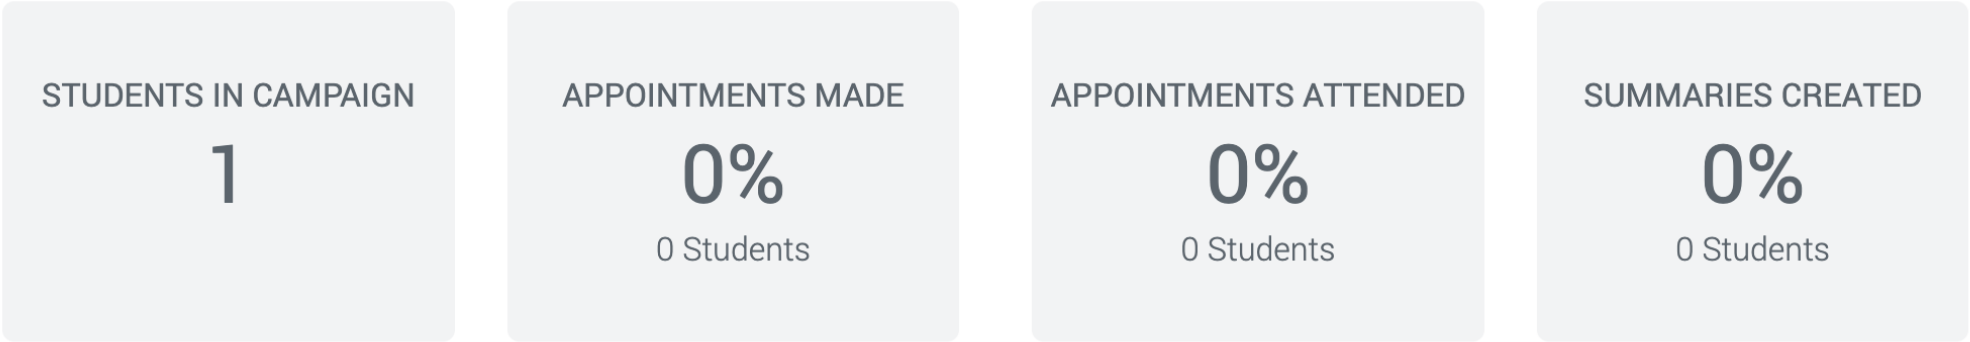 STUDENTS IN CAMPAIGN
1
APPOINTMENTS MADE
0%
0 Students
APPOINTMENTS ATTENDED
0%
0 Students
SUMMARIES CREATED
0%
0 Students